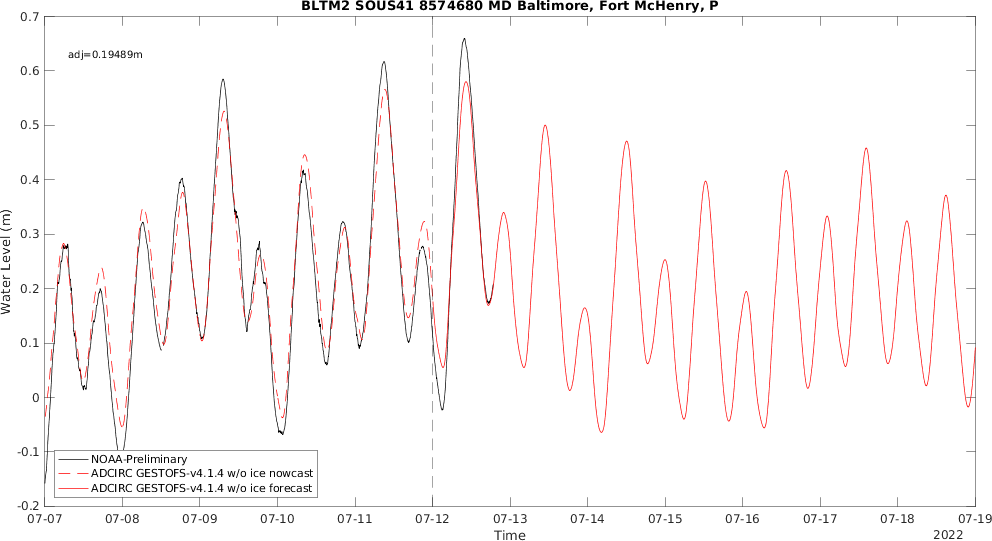 BLTM2 SOUS41 8574680 MD Baltimore, Fort McHenry, P
adj=0.19489m
0.7
0.6
0.5
0.4
0.3
0.2
0.1
0
-0.1
-0.2
Water Level (m)
NOAA-Preliminary
ADCIRC GESTOFS-v4.1.4 w/o ice nowcast
ADCIRC GESTOFS-v4.1.4 w/o ice forecast
07-07 07-08 07-09 07-10 07-11 07-12 07-13 07-14 07-15 07-16 07-17 07-18 07-19
Time
2022